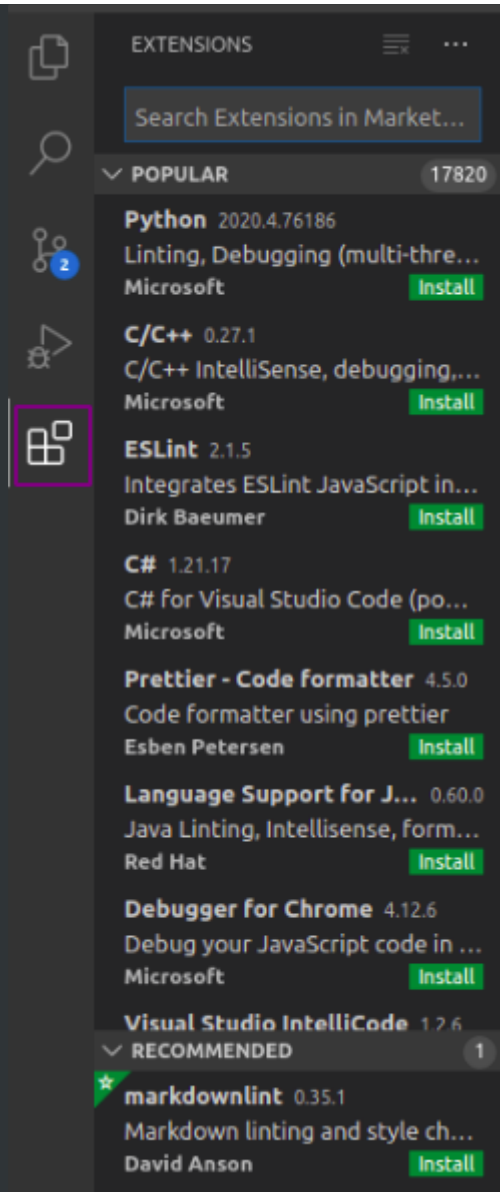 EXTENSIONS
Search Extensions in Market...
POPULAR 17820
Python 2020.4.76186
Linting, Debugging (multi-thre...
Microsoft Install
2
C/C++ 0.27.1
C/C++ IntelliSense, debugging,...
Microsoft Install
ESLint 2.1.5
Integrates ESLint JavaScript in...
Dirk Baeumer Install
C# 1.21.17
C# for Visual Studio Code (po...
Microsoft Install
Prettier - Code formatter 4.5.0
Code formatter using prettier
Esben Petersen Install
Language Support for J... 0.60.0
Java Linting, Intellisense, form...
Red Hat Install
Debugger for Chrome 4.12.6
Debug your JavaScript code in ...
Microsoft Install
Visual Studio IntelliCode 1.2.6
RECOMMENDED 1
markdownlint 0.35.1
Markdown linting and style ch...
David Anson Install